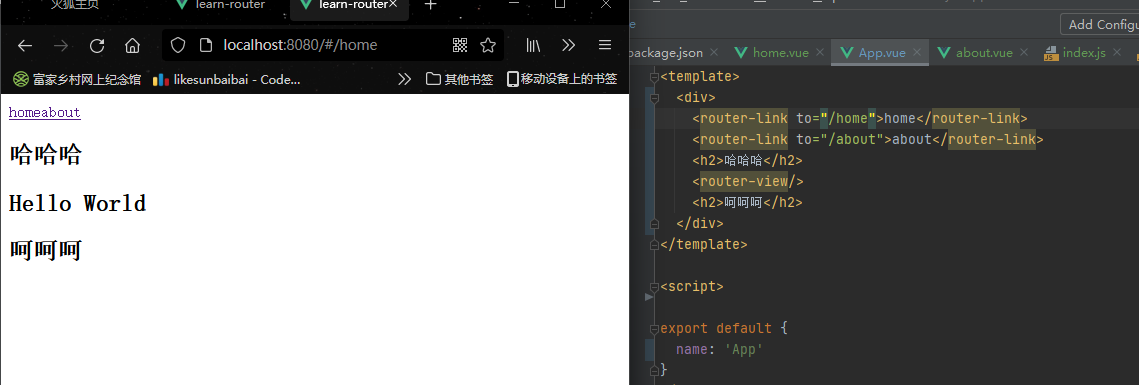 火狐主页
learn-router
learn-router
localhost:8080/#/home
富家乡村网上纪念馆
likesunbaibai - Code...
其他书签
移动设备上的书签
homeabout
哈哈哈
Hello World
呵呵呵
Add Configu
package.json
home.vue
App.vue
about.vue
index.js
<template>
<div>
<router-link to="/home">home</router-link>
<router-link to="/about">about</router-link>
<h2>哈哈哈</h2>
<router-view/>
<h2>呵呵呵</h2>
</div>
</template>
<script>
export default {
name: 'App'
}